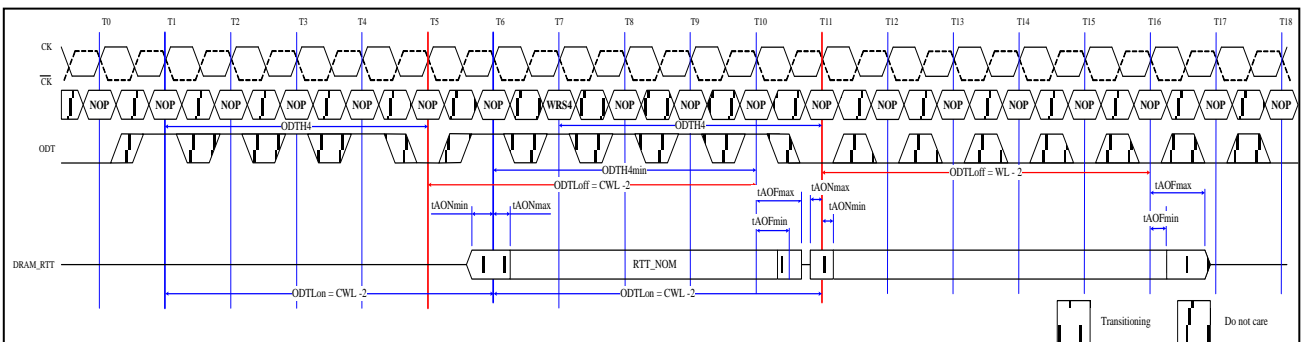 T0 T1 T2 T3 T4 T5 T6 T7 T8 T9 T10 T11 T12 T13 T14 T15 T16 T17 T18
CK
CK
NOP NOP NOP NOP NOP NOP NOP WRS4 NOP NOP NOP NOP NOP NOP NOP NOP NOP NOP NOP
ODTH4 ODTH4
ODT
ODTH4min
ODTLoff = CWL -2 ODTLoff = WL - 2
tAONmin tAONmax tAOFmax tAONmax tAOFmax
tAOFmin tAONmin tAOFmin
DRAM_RTT RTT_NOM
ODTLon = CWL -2 ODTLon = CWL -2
Transitioning Do not care